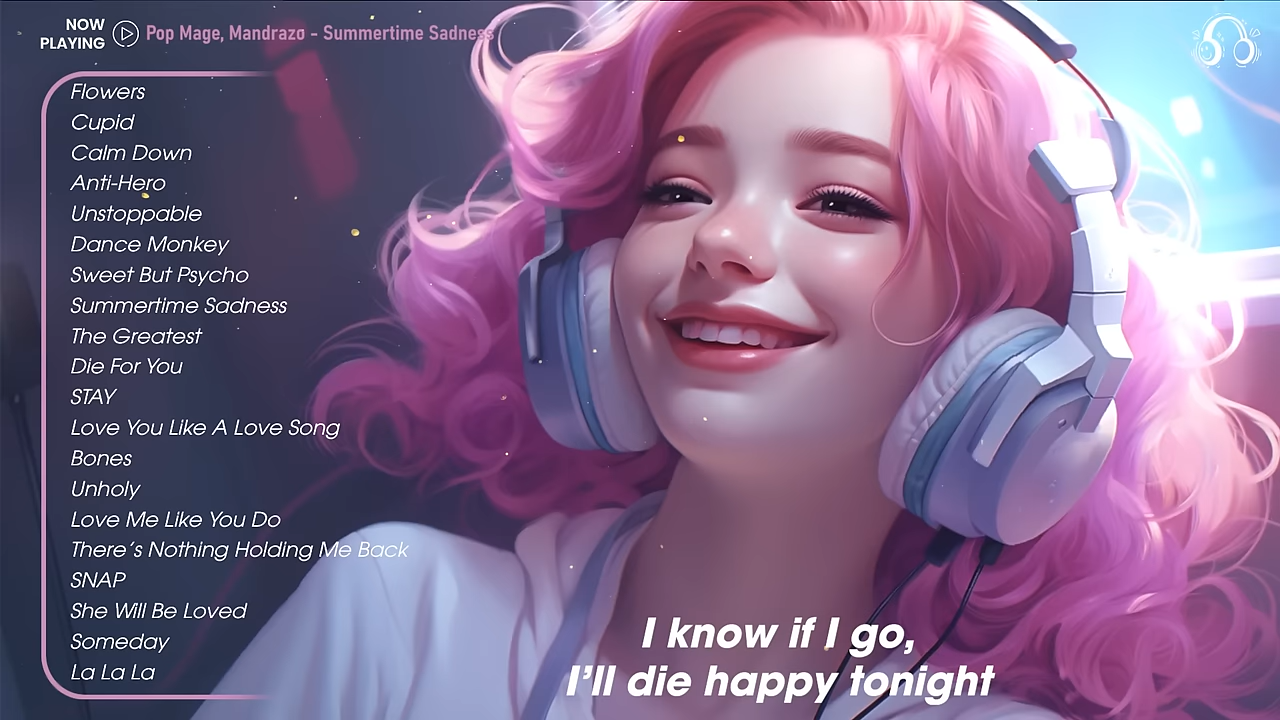 NOW
PLAYING
Pop Mage, Mandrazo - Summertime Sadness
Flowers
Cupid
Calm Down
Anti-Hero
Unstoppable
Dance Monkey
Sweet But Psycho
Summertime Sadness
The Greatest
Die For You
STAY
Love You Like A Love Song
Bones
Unholy
Love Me Like You Do
There´s Nothing Holding Me Back
SNAP
She Will Be Loved
Someday
La La La
I know if I go,
I’ll die happy tonight